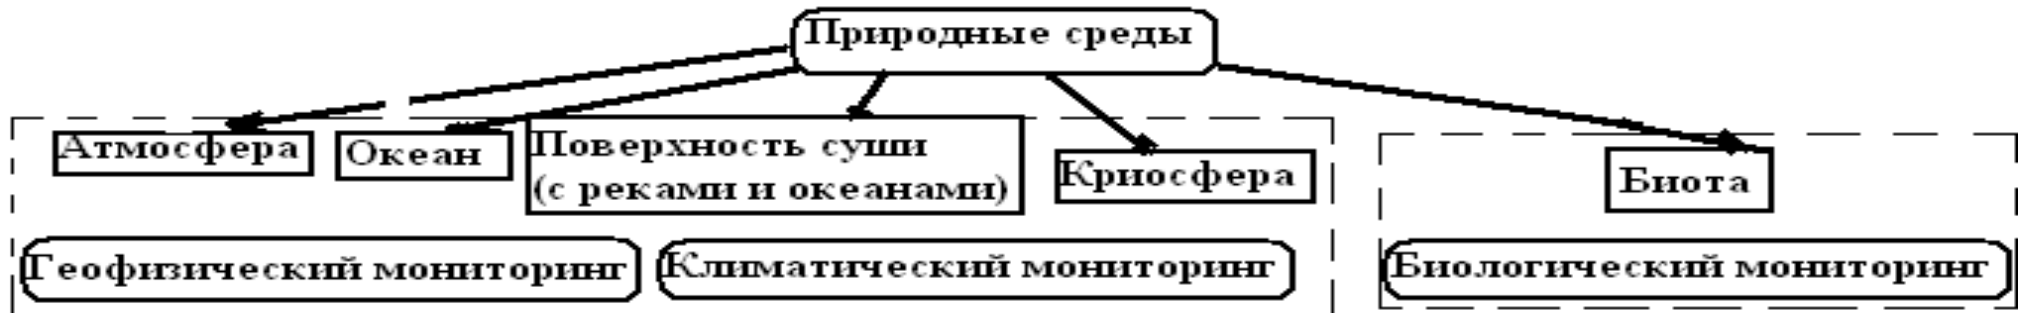 Природные среды
Атмосфера
Океан
Поверхность суши
(с реками и океанами)
Криосфера
Биота
Геофизический мониторинг
Климатический мониторинг
Биологический мониторинг